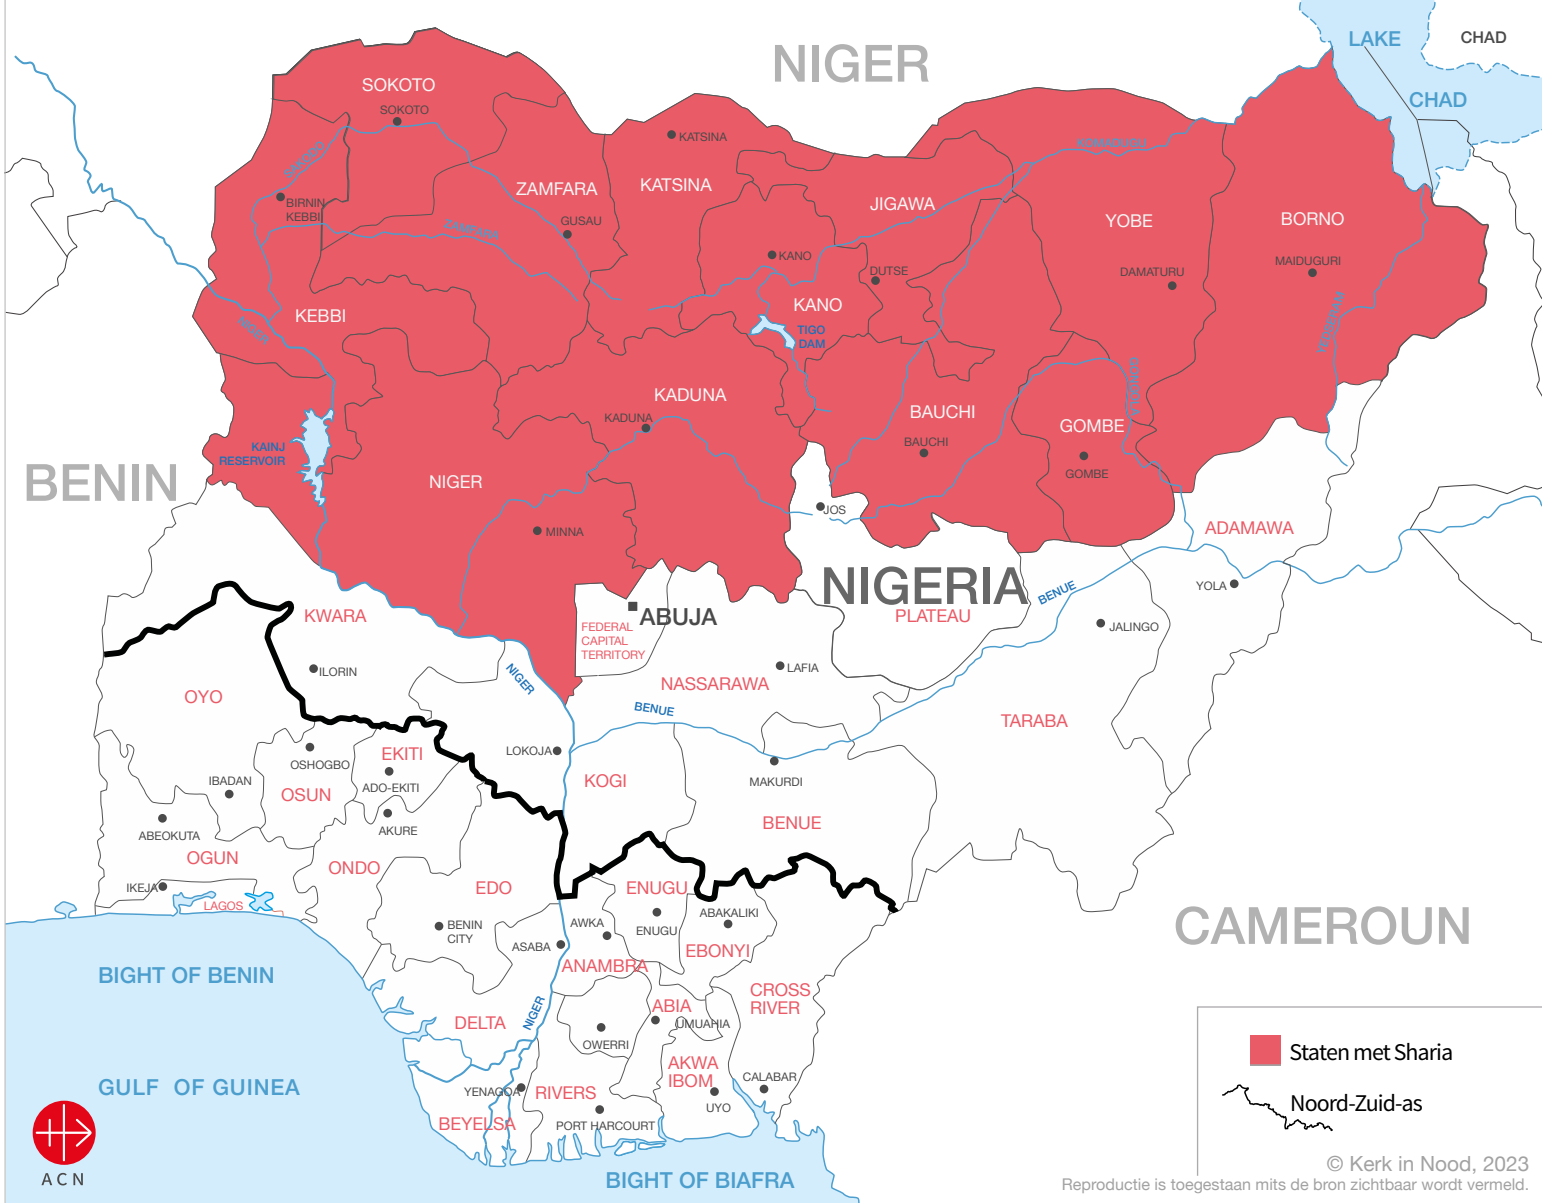 LAKE
CHAD
NIGER
CHAD
SOKOTO
SOKOTO
KATSINA
KOMADUGU
ZAMFARA
KATSINA
BIRNIN
KEBBI
JIGAWA
YOBE
BORNO
GUSAU
ZAMFARA
KANO
DUTSE
DAMATURU
MAIDUGURI
KEBBI
KANO
NIGER
TIGO
DAM
KADUNA
KADUNA
BAUCHI
BAUCHI
GOMBE
GOMBE
KAINJ
RESERVOIR
BENIN
NIGER
MINNA
JOS
ADAMAWA
NIGERIA
ABUJA
FEDERAL
CAPITAL
TERRITORY
PLATEAU
BENUE
YOLA
JALINGO
KWARA
ILORIN
NIGER
LAFIA
NASSARAWA
OYO
BENUE
TARABA
LOKOJA
KOGI
MAKURDI
BENUE
OSHOGBO
EKITI
ADO-EKITI
IBADAN
OSUN
AKURE
ABEOKUTA
OGUN
ONDO
IKEJA
LAGOS
EDO
BENIN
CITY
ENUGU
ENUGU
ABAKALIKI
EBONYI
AWKA
ASABA
ANAMBRA
CAMEROUN
BIGHT OF BENIN
CROSS
RIVER
ABIA
UMUAHIA
DELTA
NIGER
OWERRI
AKWA
IBOM
UYO
CALABAR
GULF OF GUINEA
YENAGOA
RIVERS
BEYELSA
PORT HARCOURT
BIGHT OF BIAFRA
ACN
Staten met Sharia
Noord-Zuid-as
© Kerk in Nood, 2023
Reproductie is toegestaan mits de bron zichtbaar wordt vermeld.